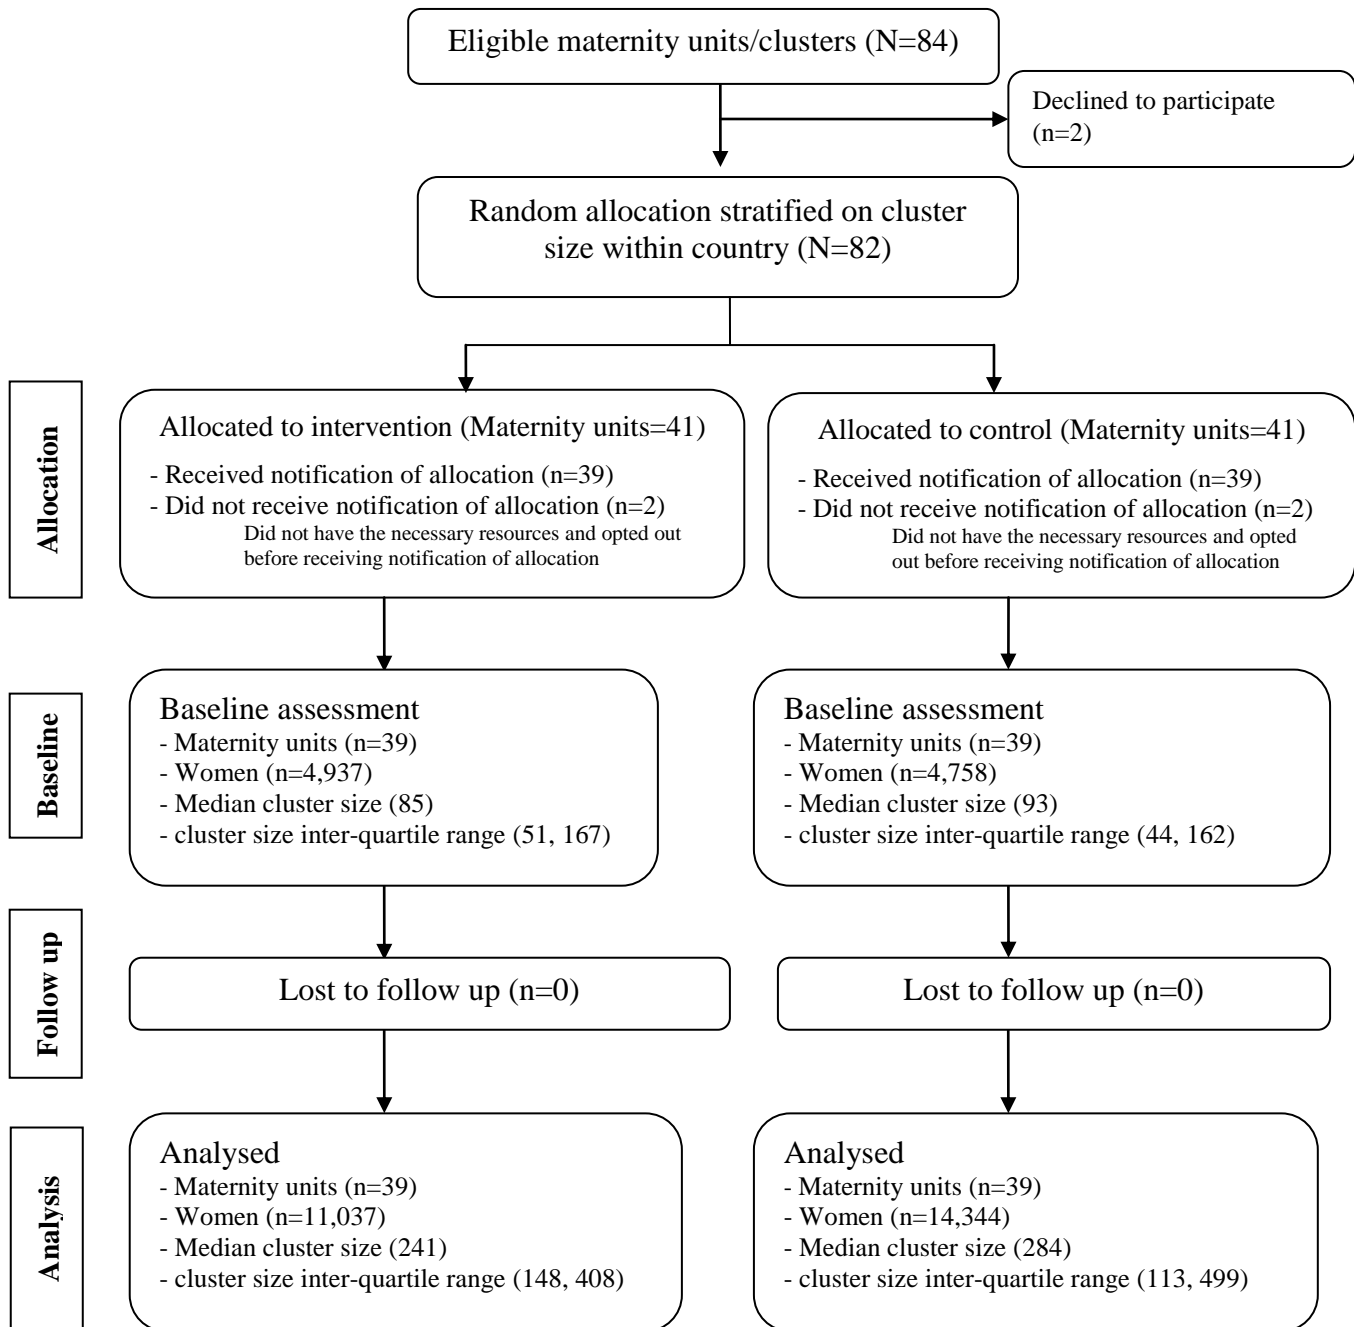 Eligible maternity units/clusters (N=84)
Declined to participate
(n=2)
Random allocation stratified on cluster
size within country (N=82)
Allocation
Allocated to intervention (Maternity units=41)
- Received notification of allocation (n=39)
- Did not receive notification of allocation (n=2)
Did not have the necessary resources and opted out
before receiving notification of allocation
Allocated to control (Maternity units=41)
- Received notification of allocation (n=39)
- Did not receive notification of allocation (n=2)
Did not have the necessary resources and opted
out before receiving notification of allocation
Baseline
Baseline assessment
- Maternity units (n=39)
- Women (n=4,937)
- Median cluster size (85)
- cluster size inter-quartile range (51, 167)
Baseline assessment
- Maternity units (n=39)
- Women (n=4,758)
- Median cluster size (93)
- cluster size inter-quartile range (44, 162)
Follow up
Lost to follow up (n=0)
Lost to follow up (n=0)
Analysis
Analysed
- Maternity units (n=39)
- Women (n=11,037)
- Median cluster size (241)
- cluster size inter-quartile range (148, 408)
Analysed
- Maternity units (n=39)
- Women (n=14,344)
- Median cluster size (284)
- cluster size inter-quartile range (113, 499)